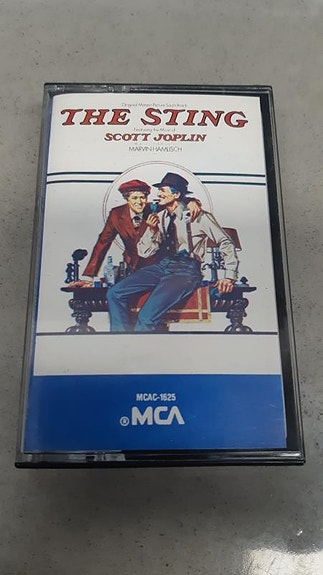 Original Motion Picture Soundtrack
THE STING
Featuring the Music of
SCOTT JOPLIN
MARVIN HAMLISCH
MCAC-1625
® MCA